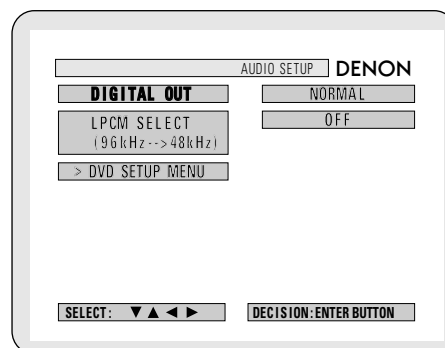 AUDIO SETUP DENON
DIGITAL OUT NORMAL
LPCM SELECT OFF
(96kHz-->48kHz)
> DVD SETUP MENU
SELECT: ▼ ▲ ◄ ► DECISION: ENTER BUTTON